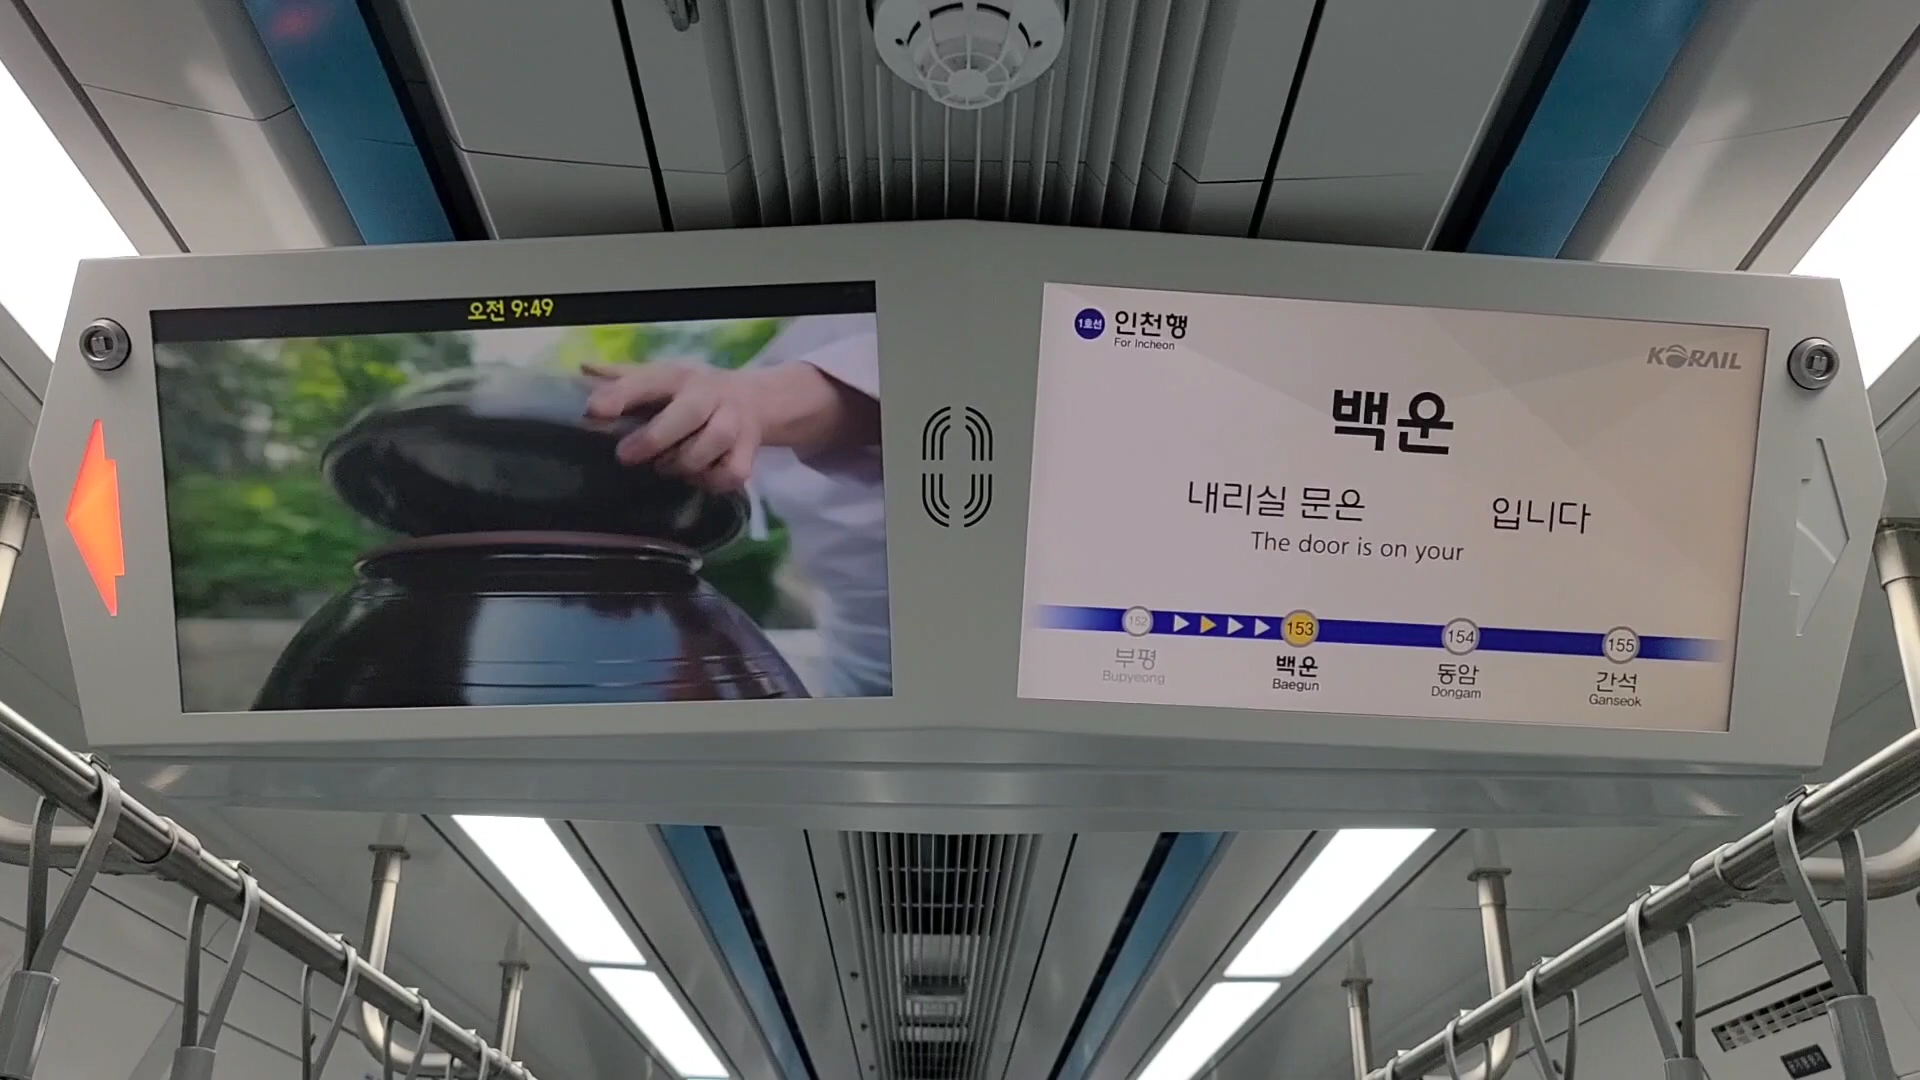 오전 9:49
1호선 인천행
For Incheon
KORAIL
백운
내리실 문은 입니다
The door is on your
152 153 154 155
부평 백운 동암 간석
Bupyeong Baegun Dongam Ganseok